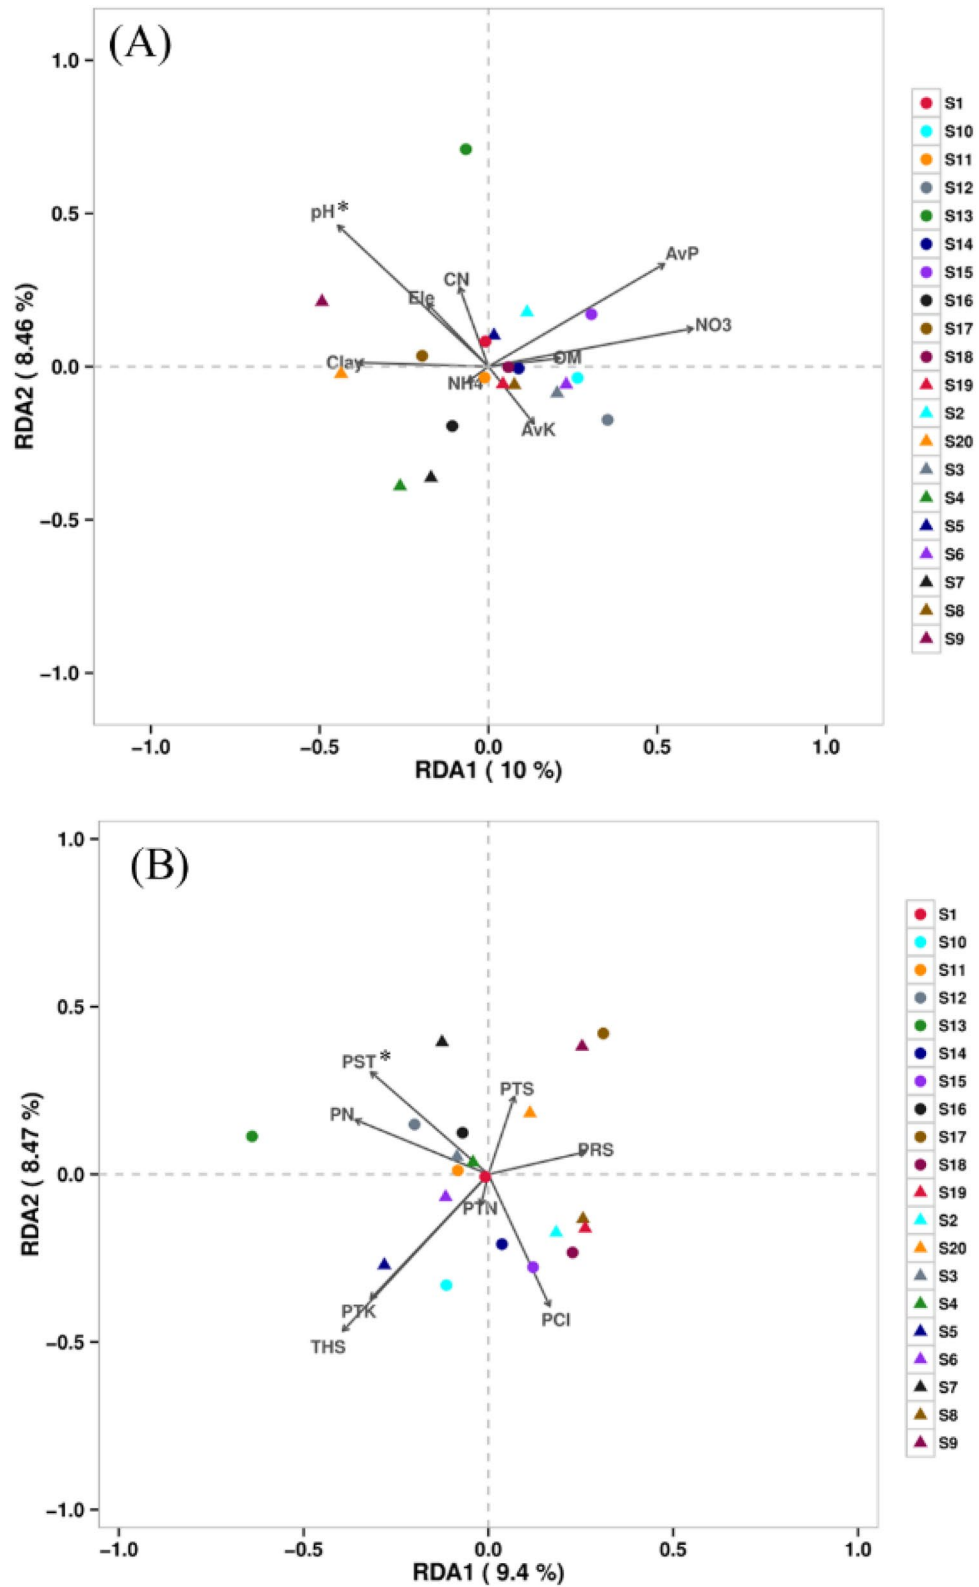 (A)
1.0
0.5
0.0
−0.5
−1.0
RDA2 ( 8.46 %)
pH*
CN
Ele
Clay
NH4
AvP
NO3
OM
AvK
−1.0
−0.5
0.0
0.5
1.0
RDA1 ( 10 %)
S1
S10
S11
S12
S13
S14
S15
S16
S17
S18
S19
S2
S20
S3
S4
S5
S6
S7
S8
S9
(B)
1.0
0.5
0.0
−0.5
−1.0
RDA2 ( 8.47 %)
PST*
PN
PTS
PRS
PTN
PTK
THS
PCI
−1.0
−0.5
0.0
0.5
1.0
RDA1 ( 9.4 %)
S1
S10
S11
S12
S13
S14
S15
S16
S17
S18
S19
S2
S20
S3
S4
S5
S6
S7
S8
S9